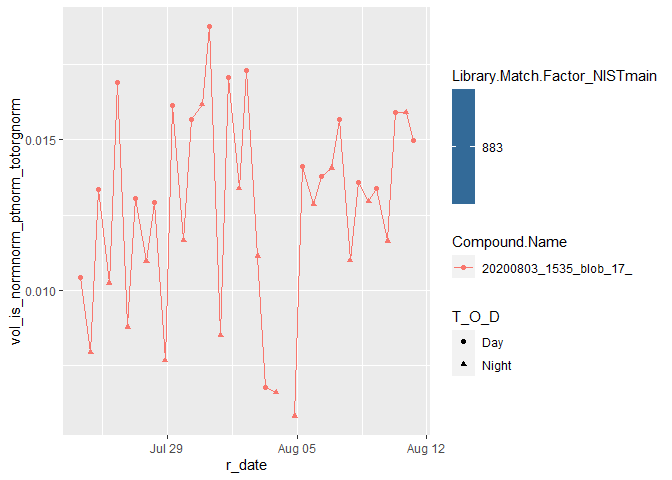 vol_is_normnorm_ptnorm_totorgnorm
0.015
0.010
Jul 29
Aug 05
Aug 12
r_date
Library.Match.Factor_NISTmain
883
Compound.Name
20200803_1535_blob_17_
T_O_D
Day
Night